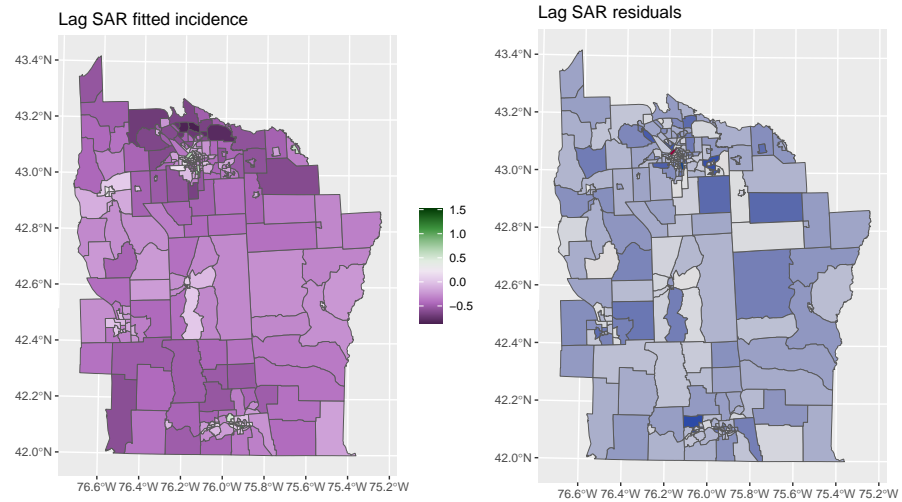 Lag SAR fitted incidence
43.4°N
43.2°N
43.0°N
42.8°N
42.6°N
42.4°N
42.2°N
42.0°N
76.6°W 76.4°W 76.2°W 76.0°W 75.8°W 75.6°W 75.4°W 75.2°W
1.5
1.0
0.5
0.0
−0.5
Lag SAR residuals
43.4°N
43.2°N
43.0°N
42.8°N
42.6°N
42.4°N
42.2°N
42.0°N
76.6°W 76.4°W 76.2°W 76.0°W 75.8°W 75.6°W 75.4°W 75.2°W